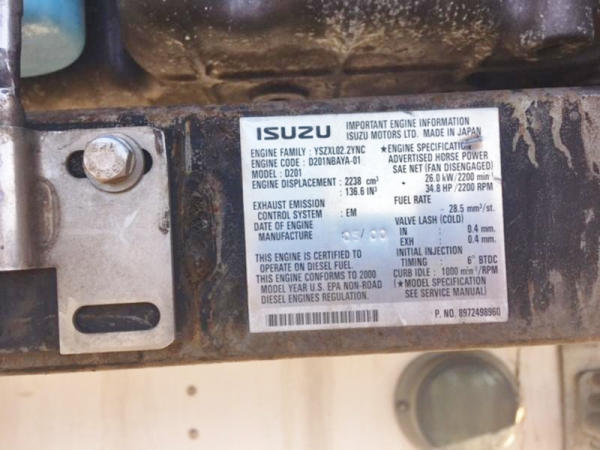 ISUZU
IMPORTANT ENGINE INFORMATION
ISUZU MOTORS LTD. MADE IN JAPAN
ENGINE FAMILY : YSZXL02.2YNC
ENGINE CODE : D201NBAYA-01
MODEL : D201
ENGINE DISPLACEMENT : 2238 cm³
136.6 IN³
EXHAUST EMISSION
CONTROL SYSTEM : EM
DATE OF ENGINE
MANUFACTURE 05/00
THIS ENGINE IS CERTIFIED TO
OPERATE ON DIESEL FUEL.
THIS ENGINE CONFORMS TO 2000
MODEL YEAR U.S. EPA NON-ROAD
DIESEL ENGINES REGULATION.
★ENGINE SPECIFICATION
ADVERTISED HORSE POWER
SAE NET (FAN DISENGAGED)
• 26.0 kW/2200 min⁻¹
34.8 HP/2200 RPM
FUEL RATE
- 28.5 mm³/st.
VALVE LASH (COLD)
IN : 0.4 mm
EXH : 0.4 mm
INITIAL INJECTION
TIMING : 6° BTDC
CURB IDLE : 1000 min⁻¹/RPM
(★MODEL SPECIFICATION
SEE SERVICE MANUAL)
P. NO. 8972498960